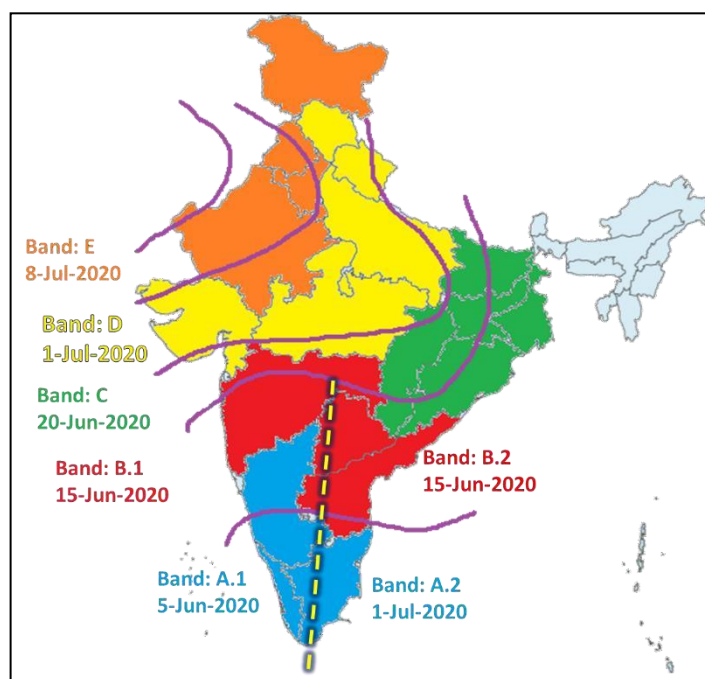 Band: E
8-Jul-2020
Band: D
1-Jul-2020
Band: C
20-Jun-2020
Band: B.1
15-Jun-2020
Band: B.2
15-Jun-2020
Band: A.1
5-Jun-2020
Band: A.2
1-Jul-2020